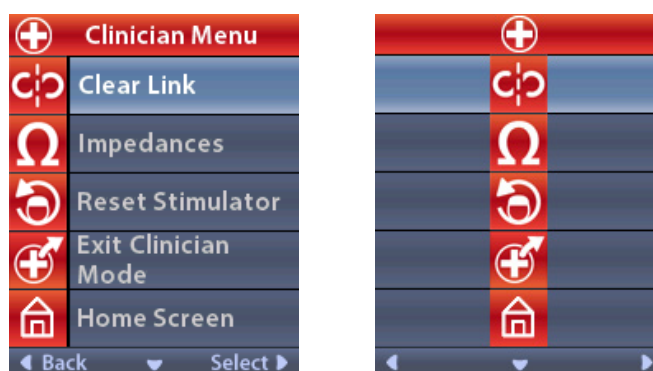 Clinician Menu
Clear Link
Impedances
Reset Stimulator
Exit Clinician
Mode
Home Screen
Back Select